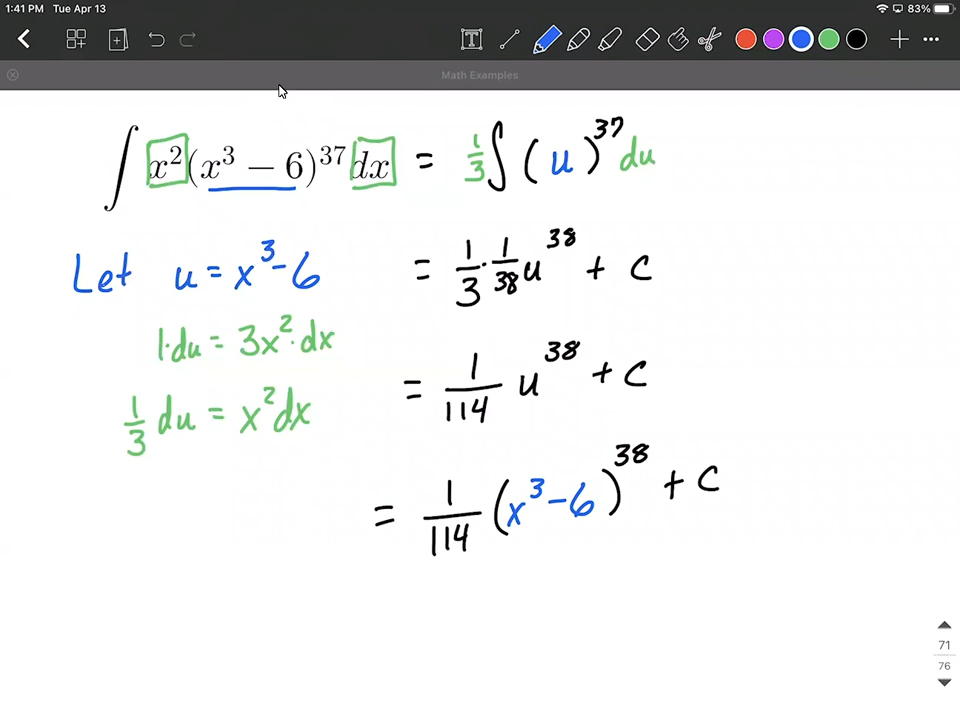 1:41 PM Tue Apr 13
83%
T
Math Examples
∫ x²(x³ − 6)³⁷ dx = 1/3 ∫ (u)³⁷ du
Let u = x³ − 6
= 1/3 · 1/38 u³⁸ + C
1·du = 3x²·dx
= 1/114 u³⁸ + C
1/3 du = x² dx
= 1/114 (x³ − 6)³⁸ + C
71
76